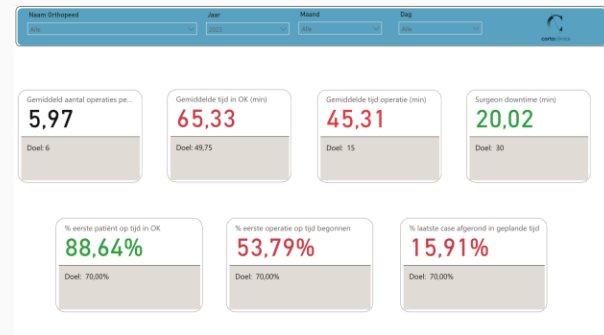 Naam Orthopeed
Jaar
Maand
Dag
Alle
2023
Alle
Alle
Gemiddeld aantal operaties pe...
5,97
Doel: 6
Gemiddelde tijd in OK (min)
65,33
Doel: 49,75
Gemiddelde tijd operatie (min)
45,31
Doel: 15
Surgeon downtime (min)
20,02
Doel: 30
% eerste patiënt op tijd in OK
88,64%
Doel: 70,00%
% eerste operatie op tijd begonnen
53,79%
Doel: 70,00%
% laatste case afgerond in geplande tijd
15,91%
Doel: 70,00%